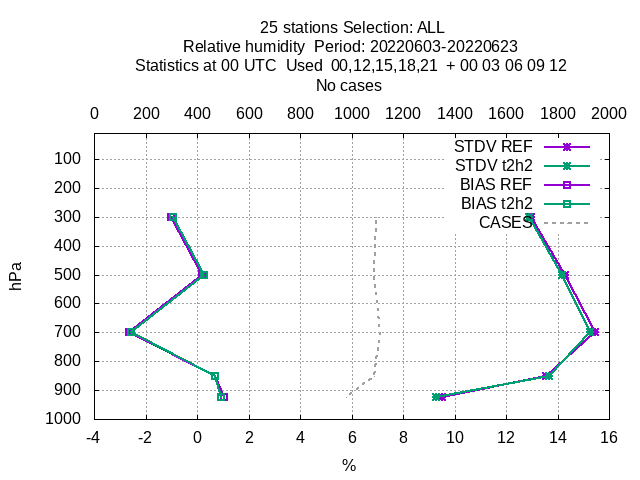 25 stations Selection: ALL
Relative humidity  Period: 20220603-20220623
Statistics at 00 UTC  Used  00,12,15,18,21  + 00 03 06 09 12
No cases
0 200 400 600 800 1000 1200 1400 1600 1800 2000
STDV REF
STDV t2h2
BIAS REF
BIAS t2h2
CASES
100
200
300
400
500
600
700
800
900
1000
hPa
-4 -2 0 2 4 6 8 10 12 14 16
%